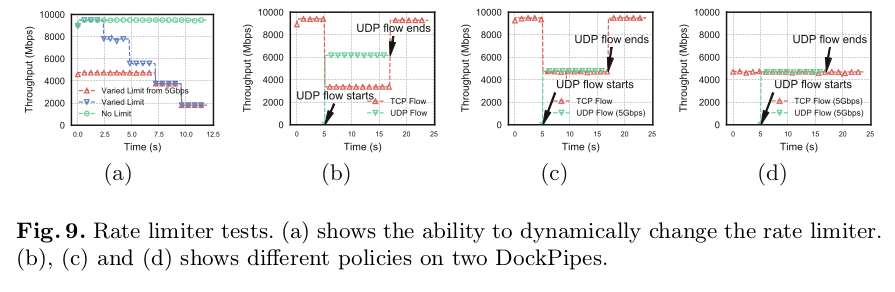 10000
8000
6000
4000
2000
0
Throughput (Mbps)
Varied Limit from 5Gbps
Varied Limit
No Limit
0.0 2.5 5.0 7.5 10.0 12.5
Time (s)
(a)
10000
8000
6000
4000
2000
0
Throughput (Mbps)
UDP flow ends
UDP flow starts
TCP Flow
UDP Flow
0 5 10 15 20 25
Time (s)
(b)
10000
8000
6000
4000
2000
0
Throughput (Mbps)
UDP flow ends
UDP flow starts
TCP Flow
UDP Flow (5Gbps)
0 5 10 15 20 25
Time (s)
(c)
10000
8000
6000
4000
2000
0
Throughput (Mbps)
UDP flow ends
UDP flow starts
TCP Flow (5Gbps)
UDP Flow (5Gbps)
0 5 10 15 20 25
Time (s)
(d)
Fig. 9. Rate limiter tests. (a) shows the ability to dynamically change the rate limiter.
(b), (c) and (d) shows different policies on two DockPipes.